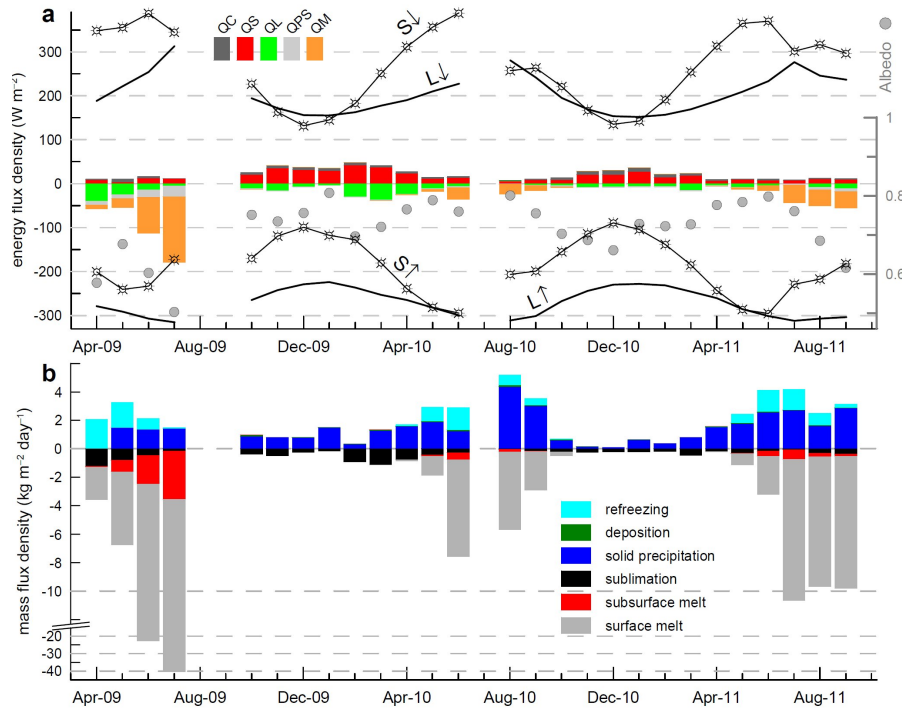 a
QC QS QL QPS QM
S↓
L↓
Albedo
energy flux density (W m⁻²)
300
200
100
0
-100
-200
-300
1
0.8
0.6
S↗
L↑
Apr-09 Aug-09 Dec-09 Apr-10 Aug-10 Dec-10 Apr-11 Aug-11
b
mass flux density (kg m⁻² day⁻¹)
4
2
0
-2
-4
-6
-8
-10
-20
-30
-40
refreezing
deposition
solid precipitation
sublimation
subsurface melt
surface melt
Apr-09 Aug-09 Dec-09 Apr-10 Aug-10 Dec-10 Apr-11 Aug-11